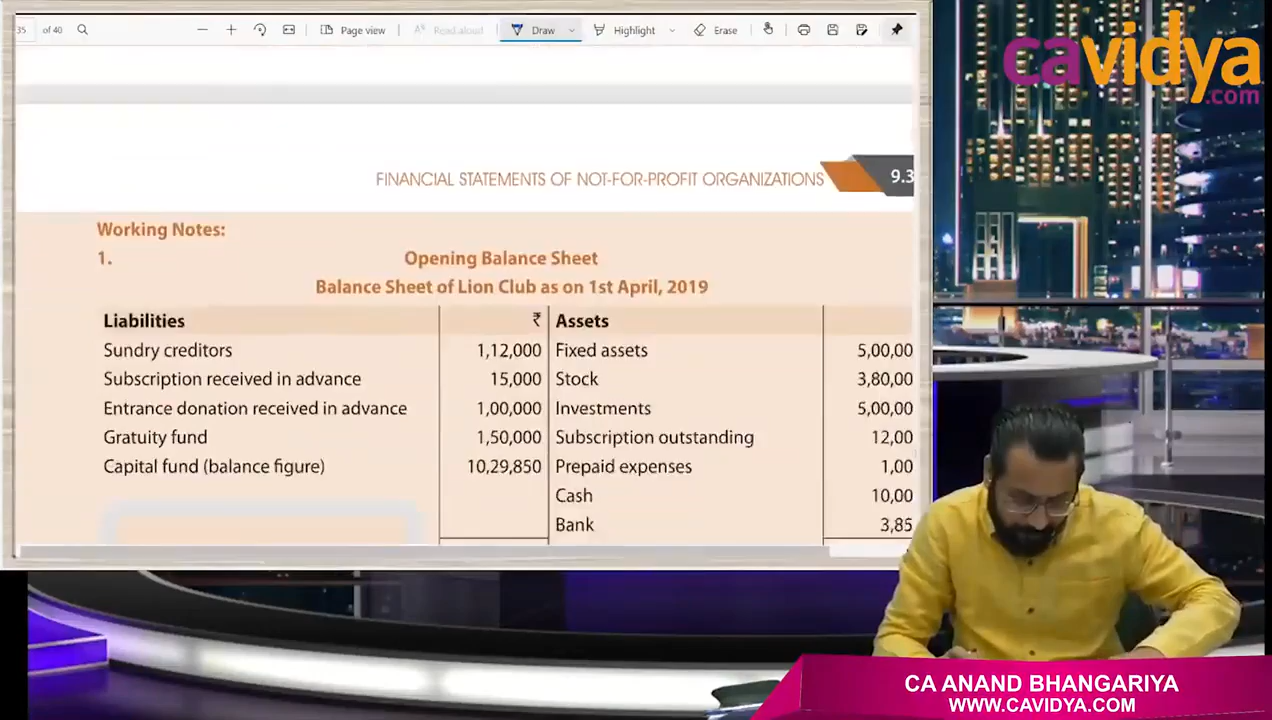 35 of 40 Page view Read aloud Draw Highlight Erase
cavidya
.com
FINANCIAL STATEMENTS OF NOT-FOR-PROFIT ORGANIZATIONS 9.3
Working Notes:
1. Opening Balance Sheet
Balance Sheet of Lion Club as on 1st April, 2019
Liabilities ₹ Assets
Sundry creditors 1,12,000 Fixed assets 5,00,00
Subscription received in advance 15,000 Stock 3,80,00
Entrance donation received in advance 1,00,000 Investments 5,00,00
Gratuity fund 1,50,000 Subscription outstanding 12,00
Capital fund (balance figure) 10,29,850 Prepaid expenses 1,00
Cash 10,00
Bank 3,85
CA ANAND BHANGARIYA
WWW.CAVIDYA.COM